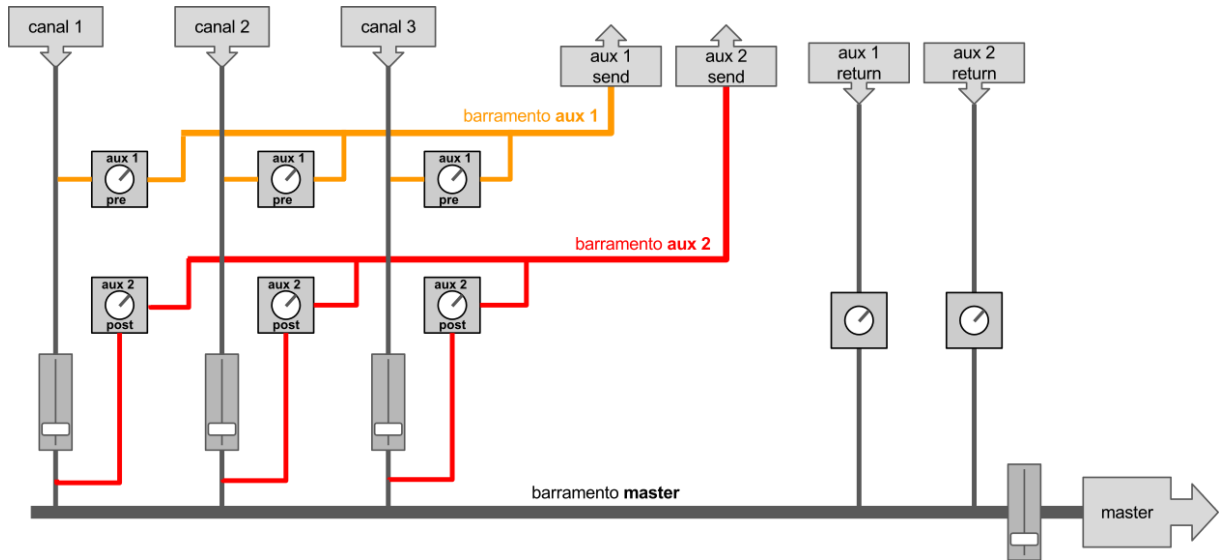 canal 1
canal 2
canal 3
aux 1
send
aux 2
send
aux 1
return
aux 2
return
barramento aux 1
aux 1
pre
aux 1
pre
aux 1
pre
barramento aux 2
aux 2
post
aux 2
post
aux 2
post
barramento master
master